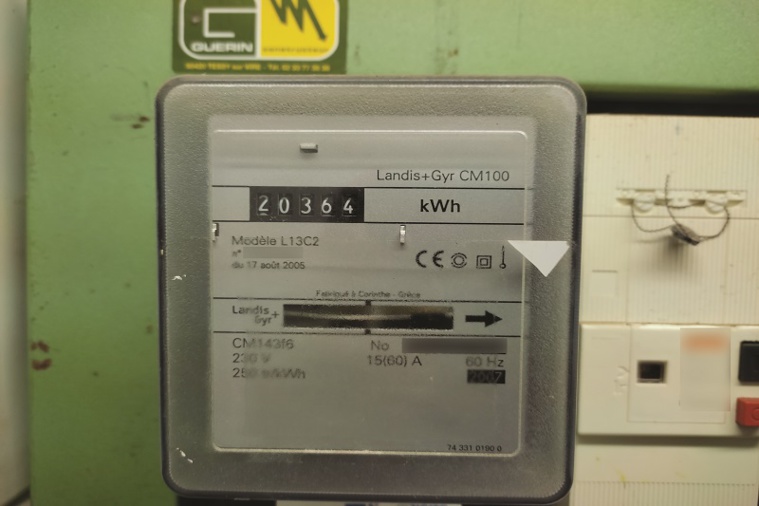 GUERIN
Landis+Gyr CM100
20364 kWh
Modèle L13C2
n°
du 17 août 2005
CE
Fabriqué à Corinthe - Grèce
Landis
Gyr+
CM143f6 No
230 V 15(60) A 60 Hz
2007
74 331 0190 0